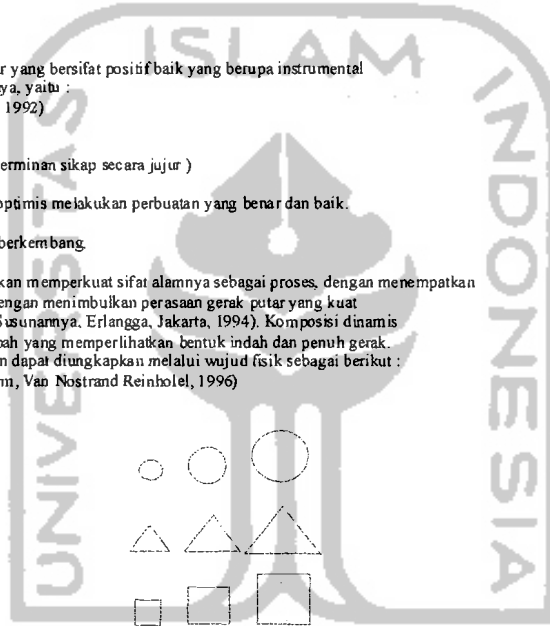 ISLAM
UNIVERSITAS
INDONESIA
r yang bersifat positif baik yang berupa instrumental
ya, yaitu :
1992)
erminan sikap secara jujur )
optimis melakukan perbuatan yang benar dan baik.
berkembang.
kan memperkuat sifat alamnya sebagai proses, dengan menempatkan
engan menimbulkan perasaan gerak putar yang kuat
Susunannya, Erlangga, Jakarta, 1994). Komposisi dinamis
bah yang memperlihatkan bentuk indah dan penuh gerak.
n dapat diungkapkan melalui wujud fisik sebagai berikut :
rm, Van Nostrand Reinholel, 1996)